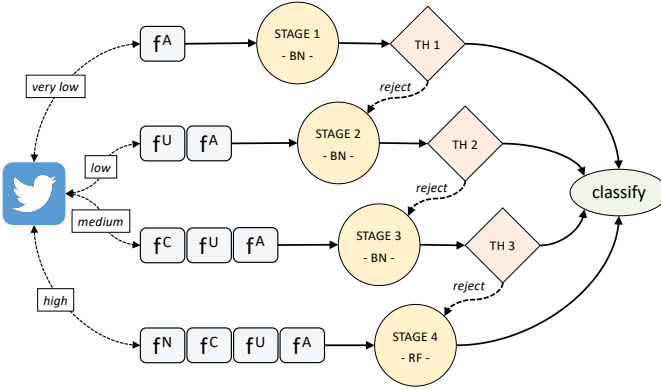 very low
f^A
STAGE 1
- BN -
TH 1
reject
low
f^U f^A
STAGE 2
- BN -
TH 2
reject
classify
medium
f^C f^U f^A
STAGE 3
- BN -
TH 3
reject
high
f^N f^C f^U f^A
STAGE 4
- RF -